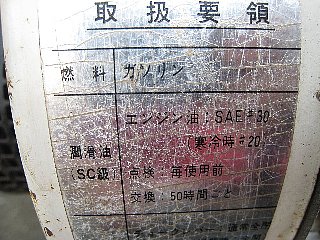 取扱要領
燃料 ガソリン
エンジン油；SAE#30
（寒冷時#20）
潤滑油
（SC級） 点検；毎使用前
交換；50時間ごと